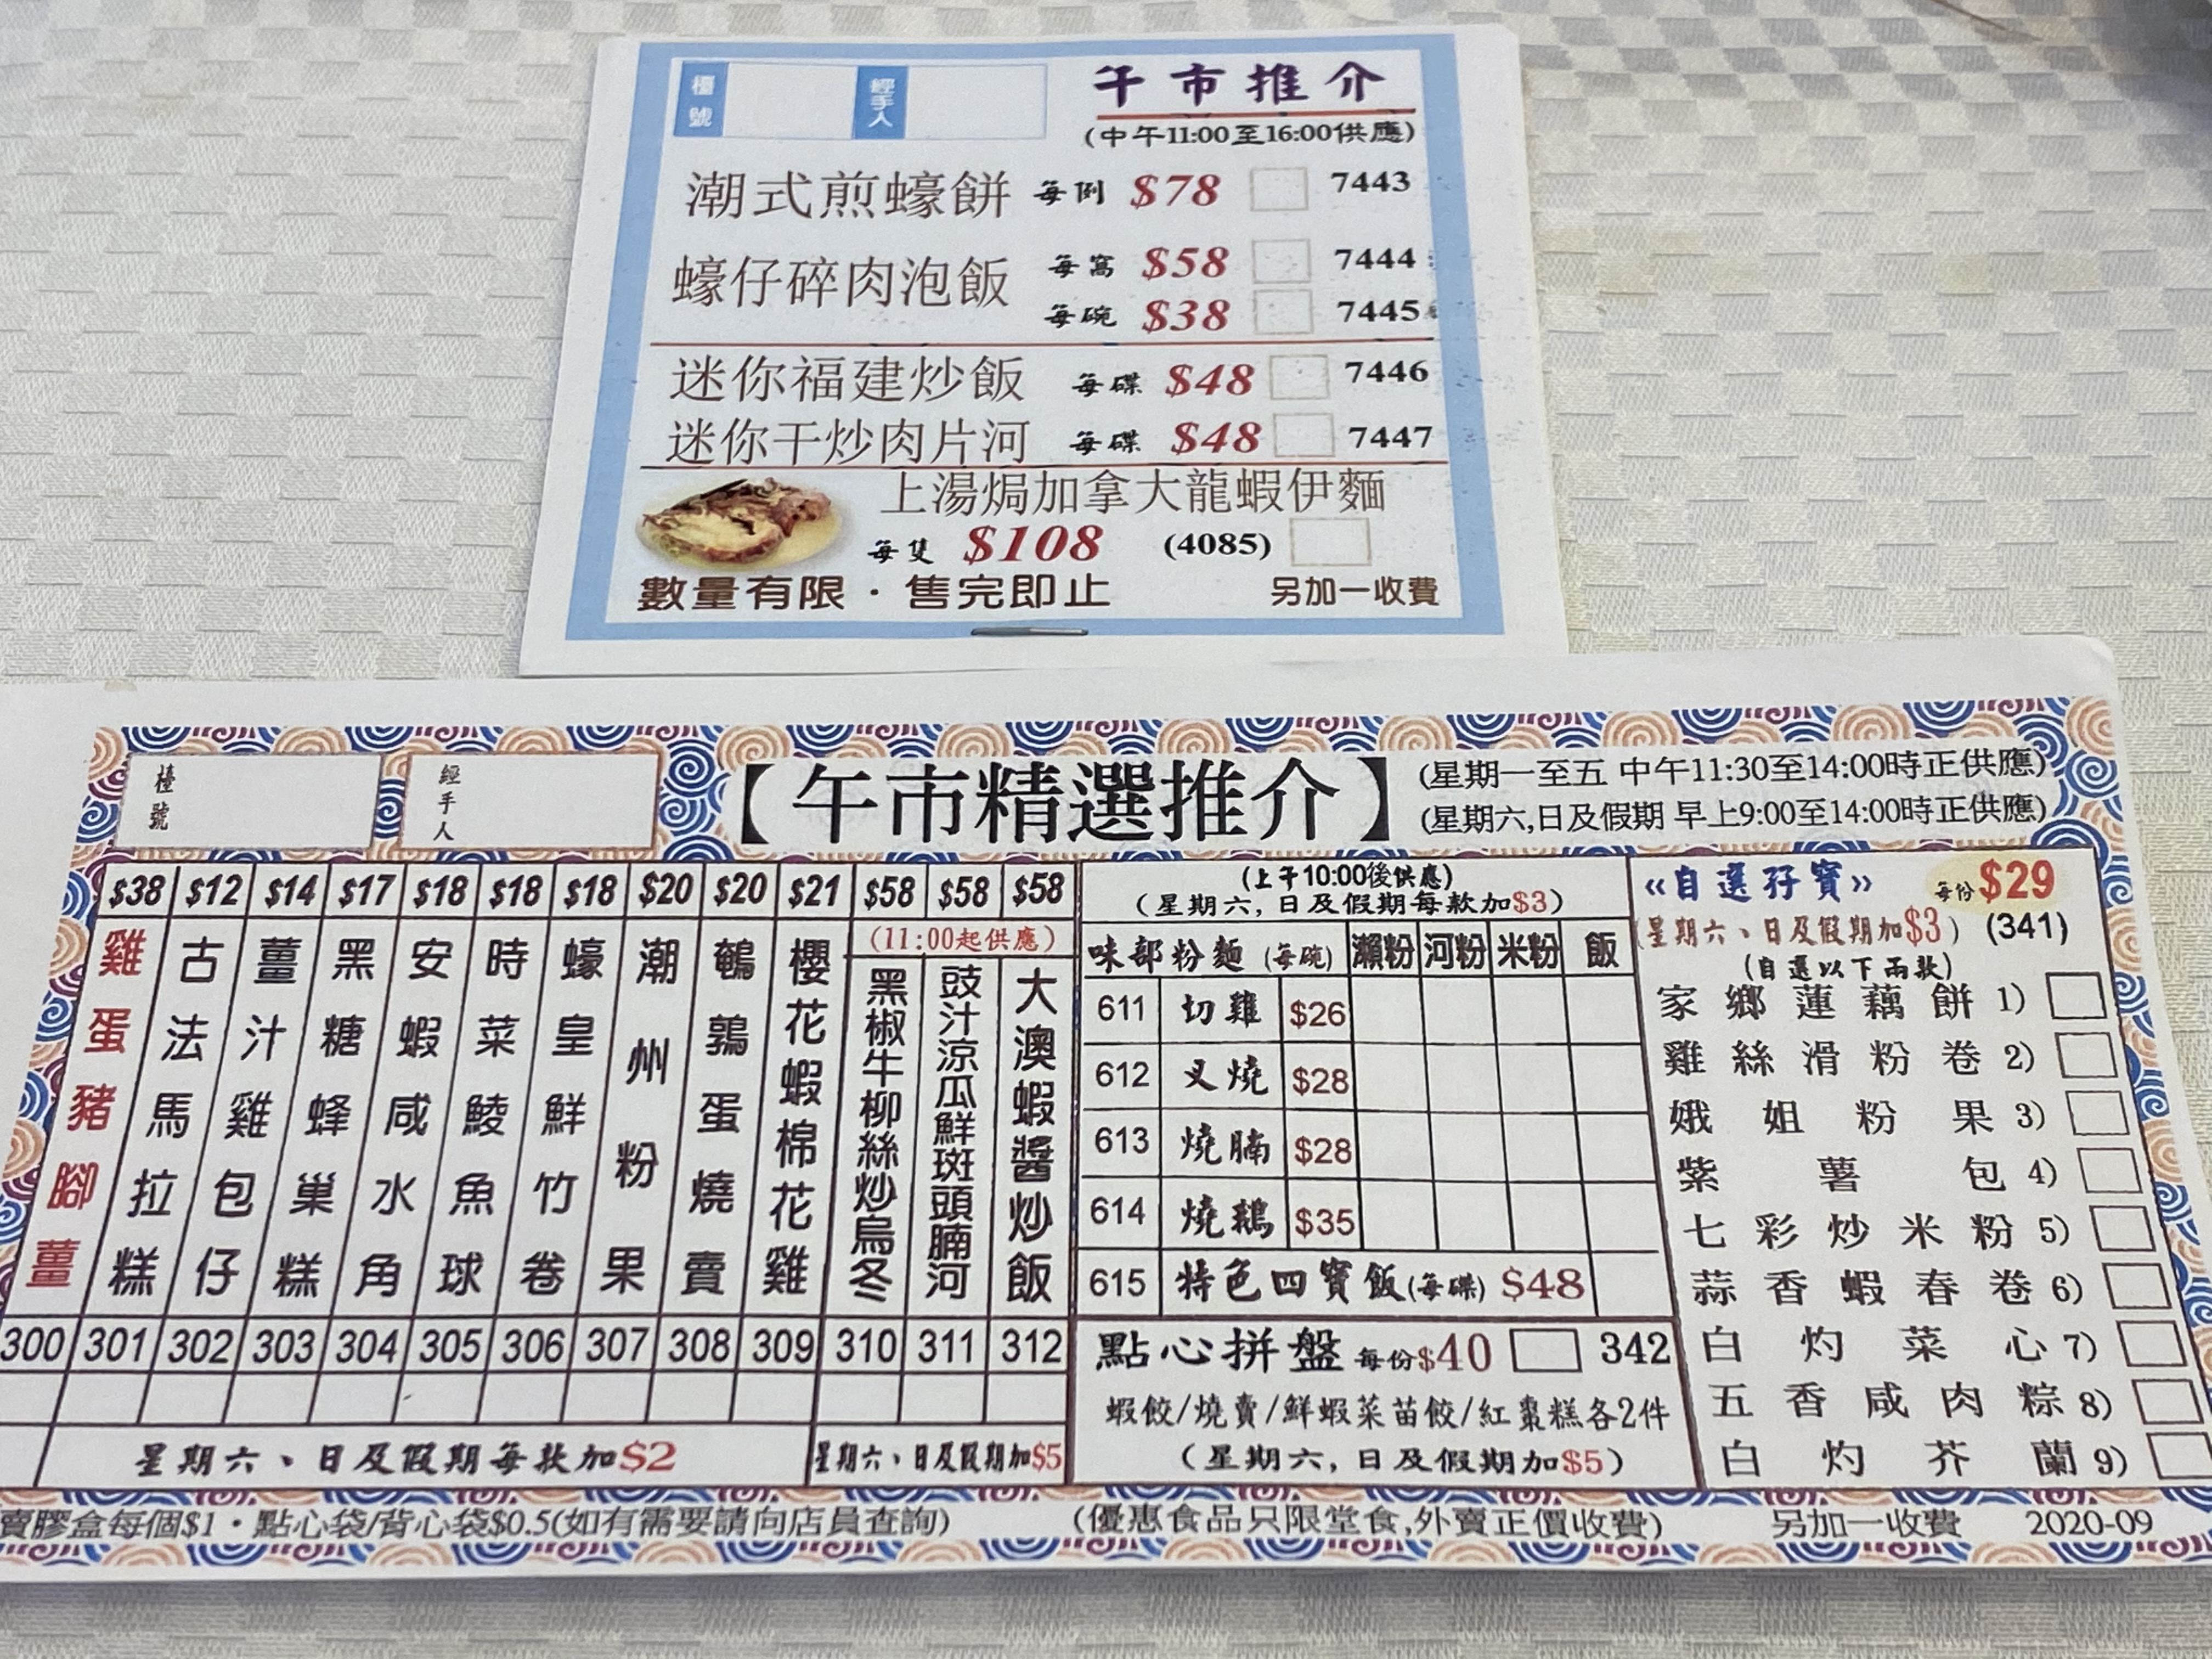 檯號
經手人
午市推介
(中午11:00至16:00供應)
潮式煎蠔餅 每例 $78 7443
蠔仔碎肉泡飯 每窩 $58 7444
每碗 $38 7445
迷你福建炒飯 每碟 $48 7446
迷你干炒肉片河 每碟 $48 7447
上湯焗加拿大龍蝦伊麵
每隻 $108 (4085)
數量有限・售完即止 另加一收費
檯號
經手人
【午市精選推介】
(星期一至五 中午11:30至14:00時正供應)
(星期六,日及假期 早上9:00至14:00時正供應)
$38 雞蛋豬腳薑 300
$12 古法馬拉糕 301
$14 薑汁雞包仔 302
$17 黑糖蜂巢糕 303
$18 安蝦咸水角 304
$18 時菜鯪魚球 305
$18 蠔皇鮮竹卷 306
$20 潮州粉果 307
$20 鵪鶉蛋燒賣 308
$21 櫻花蝦棉花雞 309
(11:00起供應)
$58 黑椒牛柳絲炒烏冬 310
$58 豉汁涼瓜鮮斑頭腩河 311
$58 大澳蝦醬炒飯 312
星期六、日及假期每款加$2
星期六、日及假期加$5
(上午10:00後供應)
(星期六, 日及假期每款加$3)
味部粉麵 (每碗) 瀨粉 河粉 米粉 飯
611 切雞 $26
612 叉燒 $28
613 燒腩 $28
614 燒鵝 $35
615 特色四寶飯(每碟) $48
點心拼盤 每份$40 342
蝦餃/燒賣/鮮蝦菜苗餃/紅棗糕各2件
(星期六, 日及假期加$5)
«自選孖寶» 每份$29
(星期六、日及假期加$3) (341)
(自選以下兩款)
家鄉蓮藕餅 1)
雞絲滑粉卷 2)
娥姐粉果 3)
紫薯包 4)
七彩炒米粉 5)
蒜香蝦春卷 6)
白灼菜心 7)
五香咸肉粽 8)
白灼芥蘭 9)
賣膠盒每個$1・點心袋/背心袋$0.5(如有需要請向店員查詢)
(優惠食品只限堂食,外賣正價收費)
另加一收費
2020-09